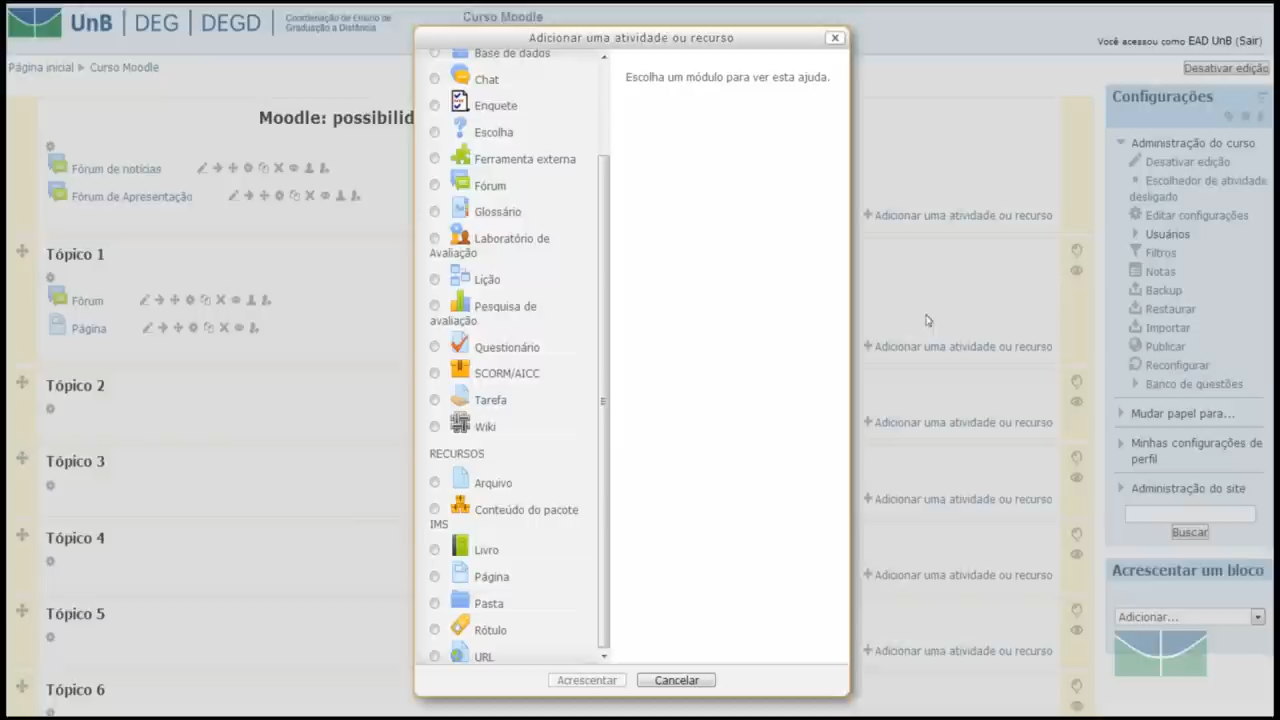 UnB | DEG | DEGD
Coordenação de Ensino de
Graduação a Distância
Curso Moodle
Você acessou como EAD UnB (Sair)
Página inicial ► Curso Moodle
Desativar edição
Moodle: possibilid
Fórum de notícias
Fórum de Apresentação
Adicionar uma atividade ou recurso
Tópico 1
Fórum
Página
Adicionar uma atividade ou recurso
Tópico 2
Adicionar uma atividade ou recurso
Tópico 3
Adicionar uma atividade ou recurso
Tópico 4
Adicionar uma atividade ou recurso
Tópico 5
Adicionar uma atividade ou recurso
Tópico 6
Adicionar uma atividade ou recurso
Base de dados
Chat
Enquete
Escolha
Ferramenta externa
Fórum
Glossário
Laboratório de
Avaliação
Lição
Pesquisa de
avaliação
Questionário
SCORM/AICC
Tarefa
Wiki
RECURSOS
Arquivo
Conteúdo do pacote
IMS
Livro
Página
Pasta
Rótulo
URL
Escolha um módulo para ver esta ajuda.
Acrescentar
Cancelar
Configurações
Administração do curso
Desativar edição
Escolhedor de atividade
desligado
Editar configurações
Usuários
Filtros
Notas
Backup
Restaurar
Importar
Publicar
Reconfigurar
Banco de questões
Mudar papel para...
Minhas configurações de
perfil
Administração do site
Buscar
Acrescentar um bloco
Adicionar...